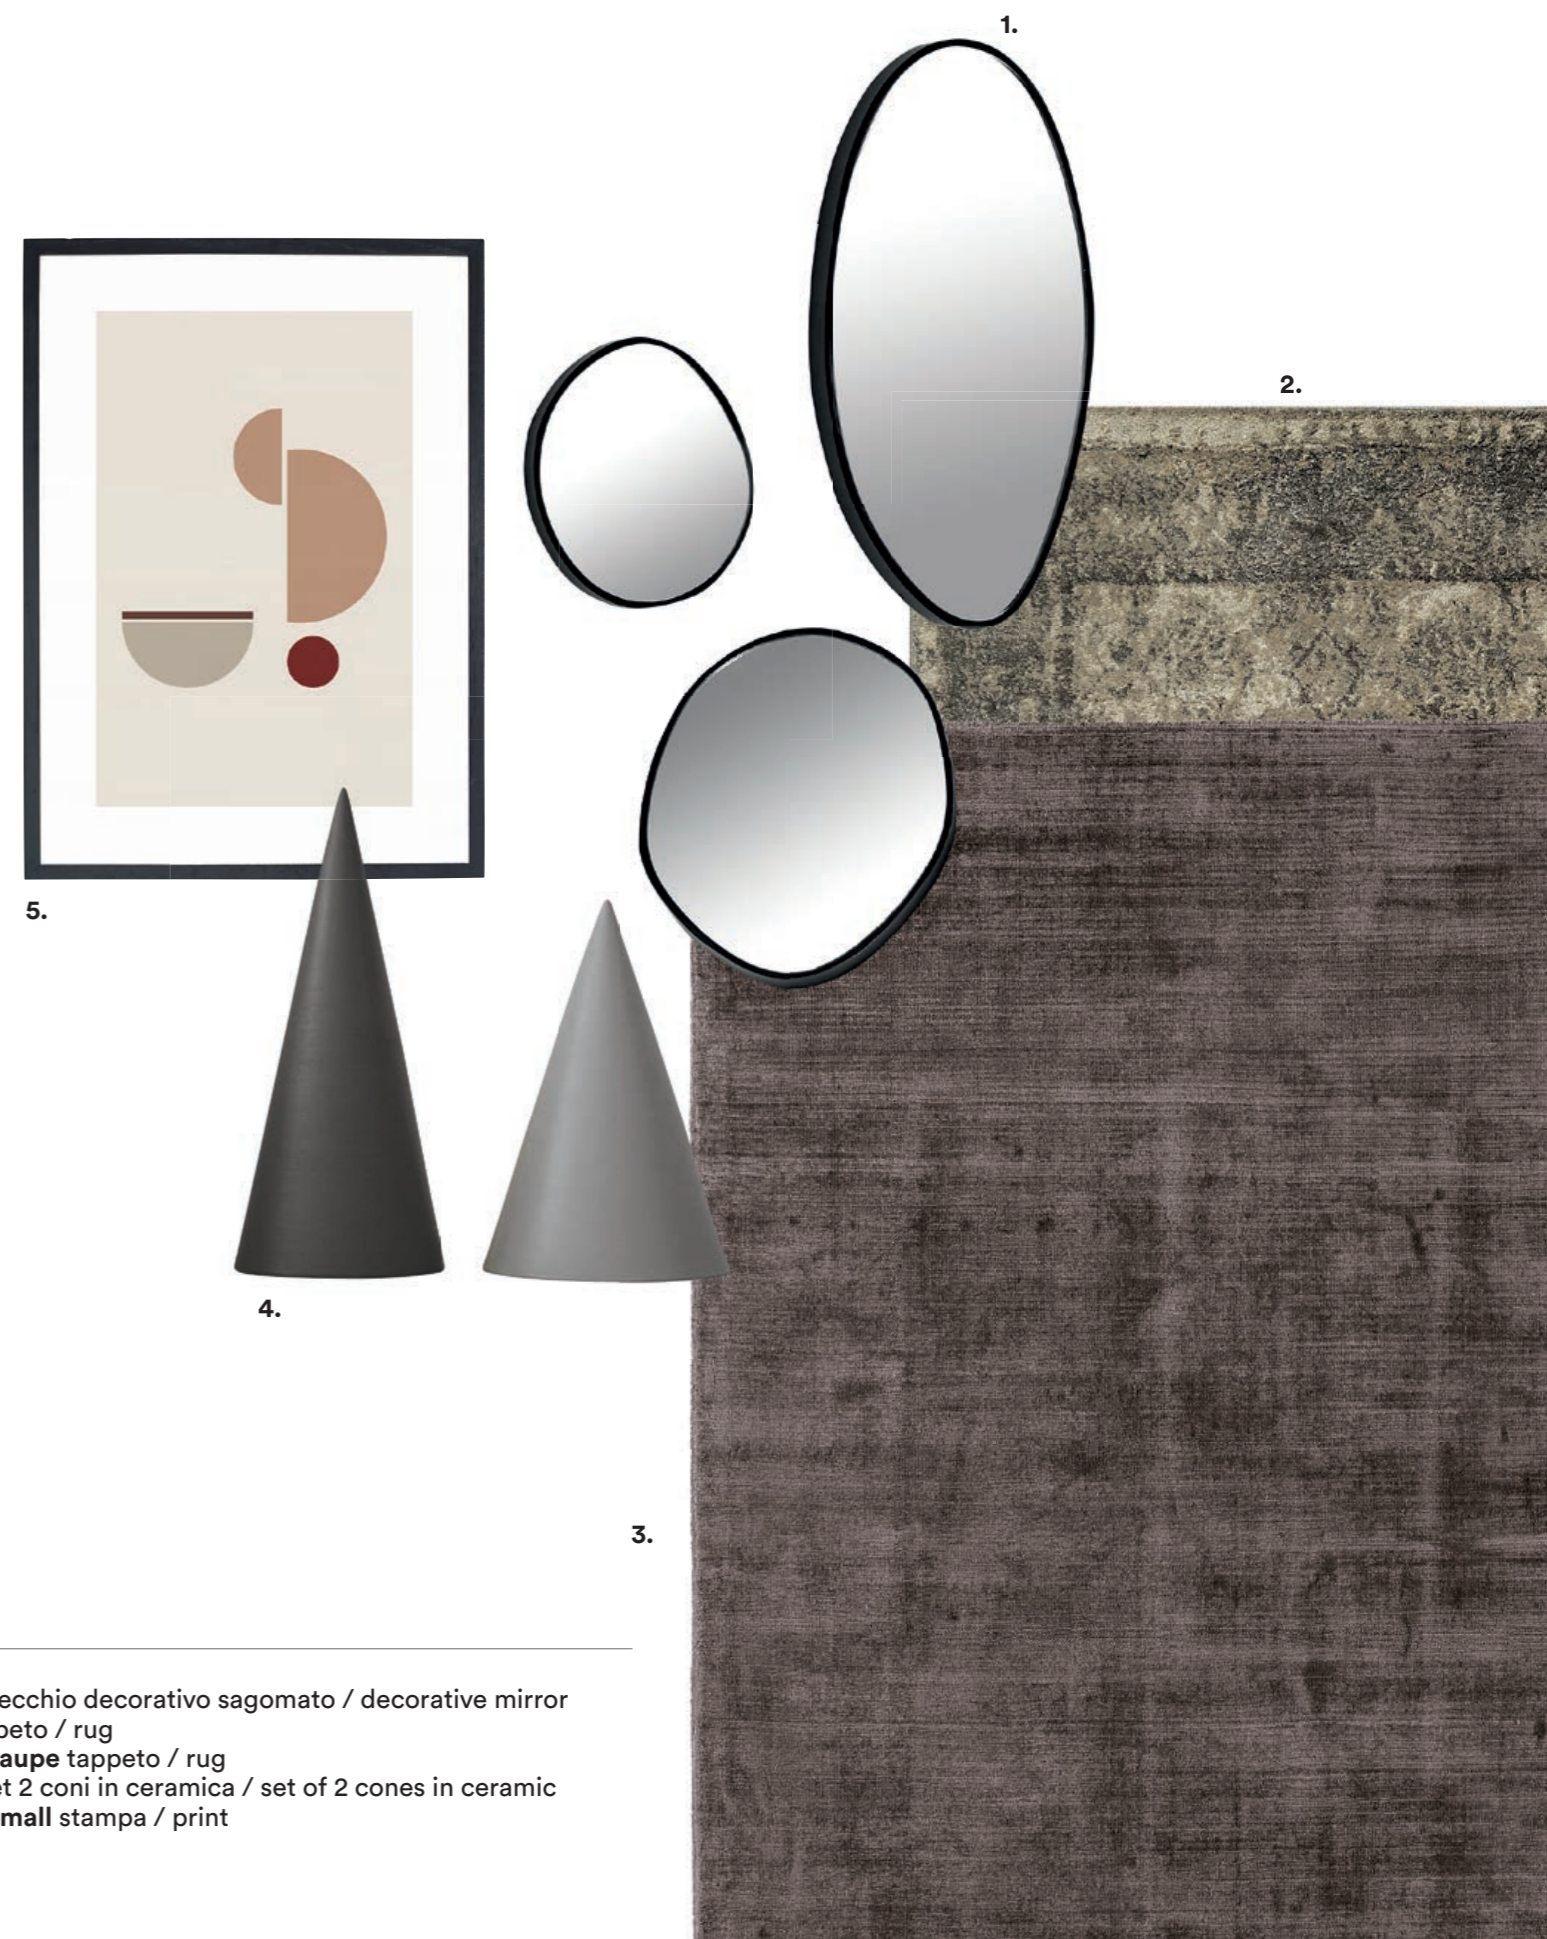 1.
2.
5.
4.
3.
ecchio decorativo sagomato / decorative mirror
peto / rug
aupe tappeto / rug
et 2 coni in ceramica / set of 2 cones in ceramic
mall stampa / print